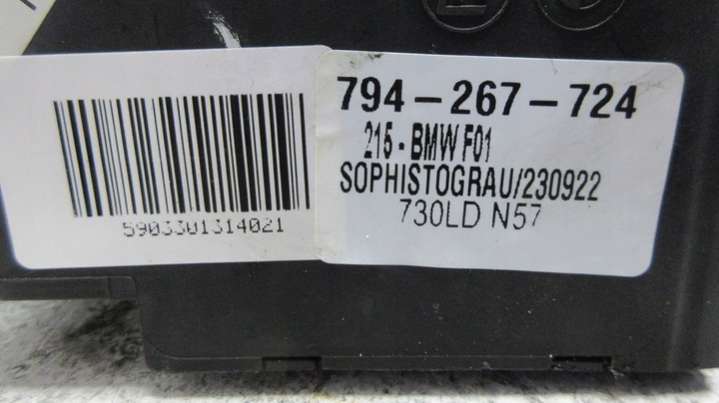 794-267-724
215-BMW F01
SOPHISTOGRAU/230922
730LD N57
5903301314021